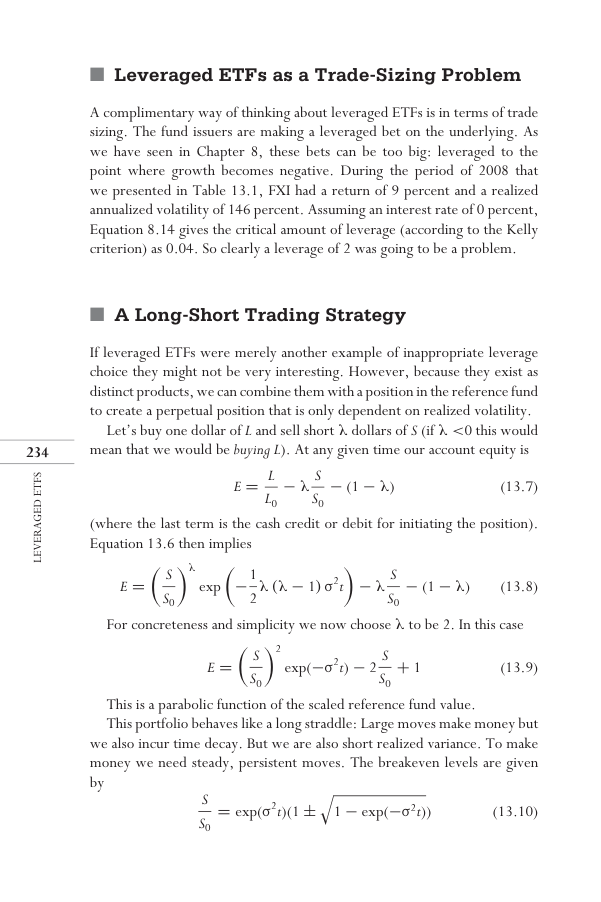 ■ Leveraged ETFs as a Trade-Sizing Problem
A complimentary way of thinking about leveraged ETFs is in terms of trade
sizing. The fund issuers are making a leveraged bet on the underlying. As
we have seen in Chapter 8, these bets can be too big: leveraged to the
point where growth becomes negative. During the period of 2008 that
we presented in Table 13.1, FXI had a return of 9 percent and a realized
annualized volatility of 146 percent. Assuming an interest rate of 0 percent,
Equation 8.14 gives the critical amount of leverage (according to the Kelly
criterion) as 0.04. So clearly a leverage of 2 was going to be a problem.
■ A Long-Short Trading Strategy
If leveraged ETFs were merely another example of inappropriate leverage
choice they might not be very interesting. However, because they exist as
distinct products, we can combine them with a position in the reference fund
to create a perpetual position that is only dependent on realized volatility.
Let's buy one dollar of L and sell short λ dollars of S (if λ <0 this would
mean that we would be buying L). At any given time our account equity is
234
LEVERAGED ETFS
E = L/L₀ − λ S/S₀ − (1 − λ) (13.7)
(where the last term is the cash credit or debit for initiating the position).
Equation 13.6 then implies
E = (S/S₀)^λ exp (−1/2 λ (λ − 1) σ²t) − λ S/S₀ − (1 − λ) (13.8)
For concreteness and simplicity we now choose λ to be 2. In this case
E = (S/S₀)² exp(−σ²t) − 2 S/S₀ + 1 (13.9)
This is a parabolic function of the scaled reference fund value.
This portfolio behaves like a long straddle: Large moves make money but
we also incur time decay. But we are also short realized variance. To make
money we need steady, persistent moves. The breakeven levels are given
by
S/S₀ = exp(σ²t)(1 ± √(1 − exp(−σ²t))) (13.10)